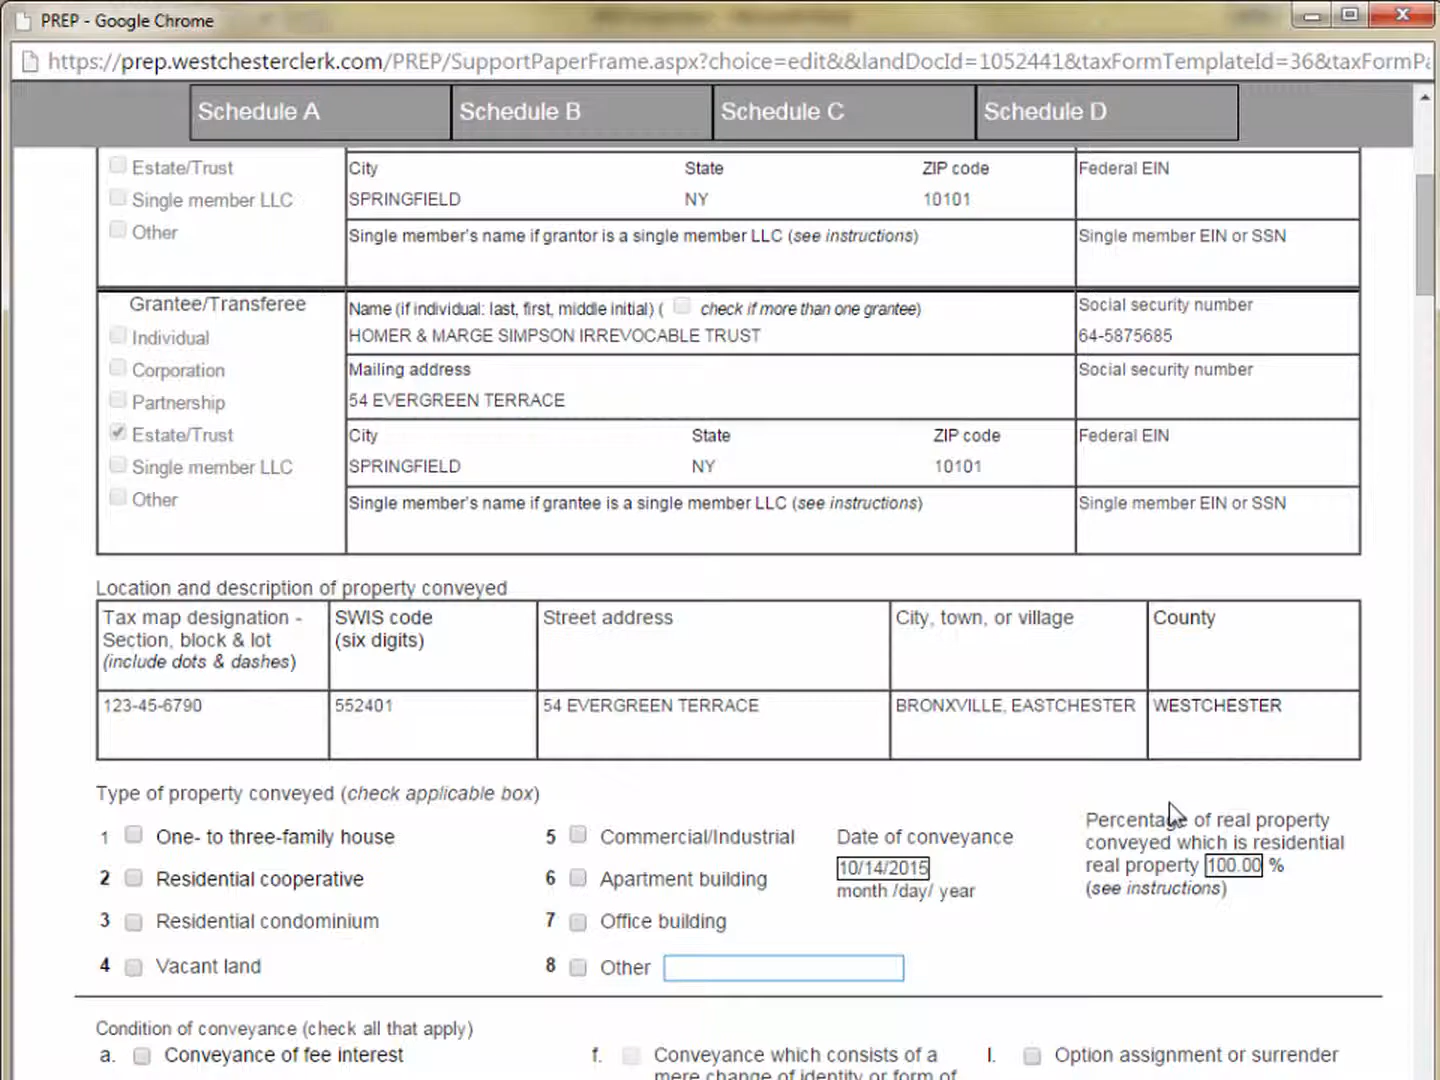 PREP - Google Chrome
https://prep.westchesterclerk.com/PREP/SupportPaperFrame.aspx?choice=edit&&landDocId=1052441&taxFormTemplateId=36&taxFormPa
Schedule A Schedule B Schedule C Schedule D
Estate/Trust City State ZIP code Federal EIN
Single member LLC SPRINGFIELD NY 10101
Other Single member's name if grantor is a single member LLC (see instructions) Single member EIN or SSN
Grantee/Transferee Name (if individual: last, first, middle initial) ( check if more than one grantee) Social security number
Individual HOMER & MARGE SIMPSON IRREVOCABLE TRUST 64-5875685
Corporation Mailing address Social security number
Partnership 54 EVERGREEN TERRACE
Estate/Trust City State ZIP code Federal EIN
Single member LLC SPRINGFIELD NY 10101
Other Single member's name if grantee is a single member LLC (see instructions) Single member EIN or SSN
Location and description of property conveyed
Tax map designation - SWIS code Street address City, town, or village County
Section, block & lot (six digits)
(include dots & dashes)
123-45-6790 552401 54 EVERGREEN TERRACE BRONXVILLE, EASTCHESTER WESTCHESTER
Type of property conveyed (check applicable box)
Percentage of real property
1 One- to three-family house 5 Commercial/Industrial Date of conveyance conveyed which is residential
10/14/2015 real property 100.00 %
2 Residential cooperative 6 Apartment building month /day/ year (see instructions)
3 Residential condominium 7 Office building
4 Vacant land 8 Other
Condition of conveyance (check all that apply)
a. Conveyance of fee interest f. Conveyance which consists of a l. Option assignment or surrender
mere change of identity or form of